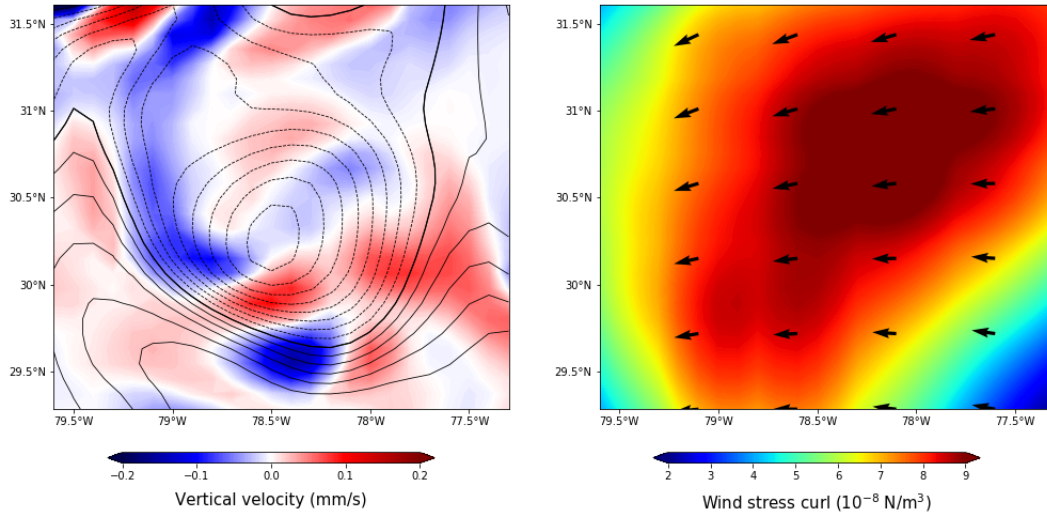 31.5°N
31°N
30.5°N
30°N
29.5°N
79.5°W
79°W
78.5°W
78°W
77.5°W
−0.2
−0.1
0.0
0.1
0.2
Vertical velocity (mm/s)
31.5°N
31°N
30.5°N
30°N
29.5°N
79.5°W
79°W
78.5°W
78°W
77.5°W
2
3
4
5
6
7
8
9
Wind stress curl (10⁻⁸ N/m³)